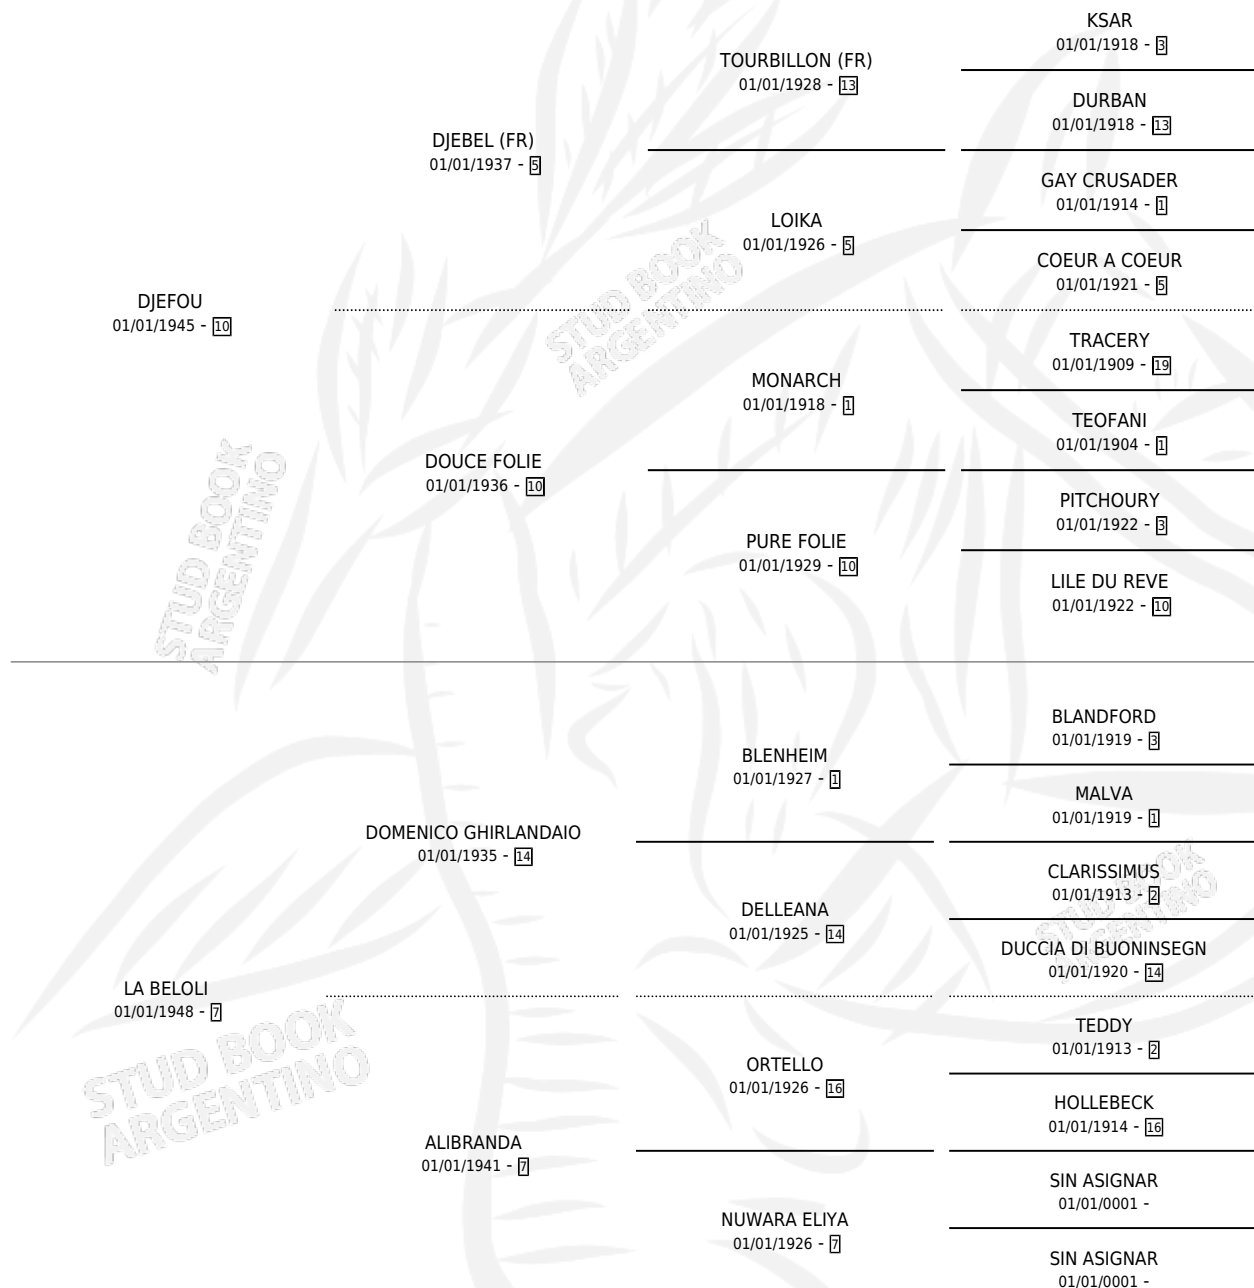 KSAR
01/01/1918 - 3
TOURBILLON (FR)
01/01/1928 - 13
DURBAN
01/01/1918 - 13
DJEBEL (FR)
01/01/1937 - 5
GAY CRUSADER
01/01/1914 - 1
LOIKA
01/01/1926 - 5
COEUR A COEUR
01/01/1921 - 5
DJEFOU
01/01/1945 - 10
TRACERY
01/01/1909 - 19
MONARCH
01/01/1918 - 1
TEOFANI
01/01/1904 - 1
DOUCE FOLIE
01/01/1936 - 10
PITCHOURY
01/01/1922 - 3
PURE FOLIE
01/01/1929 - 10
LILE DU REVE
01/01/1922 - 10
BLANDFORD
01/01/1919 - 3
BLENHEIM
01/01/1927 - 1
MALVA
01/01/1919 - 1
DOMENICO GHIRLANDAIO
01/01/1935 - 14
CLARISSIMUS
01/01/1913 - 2
DELLEANA
01/01/1925 - 14
DUCCIA DI BUONINSEGN
01/01/1920 - 14
LA BELOLI
01/01/1948 - 7
TEDDY
01/01/1913 - 2
ORTELLO
01/01/1926 - 16
HOLLEBECK
01/01/1914 - 16
ALIBRANDA
01/01/1941 - 7
SIN ASIGNAR
01/01/0001 -
NUWARA ELIYA
01/01/1926 - 7
SIN ASIGNAR
01/01/0001 -
STUD BOOK
ARGENTINO
STUD BOOK
ARGENTINO
STUD BOOK
ARGENTINO
STUD BOOK
ARGENTINO